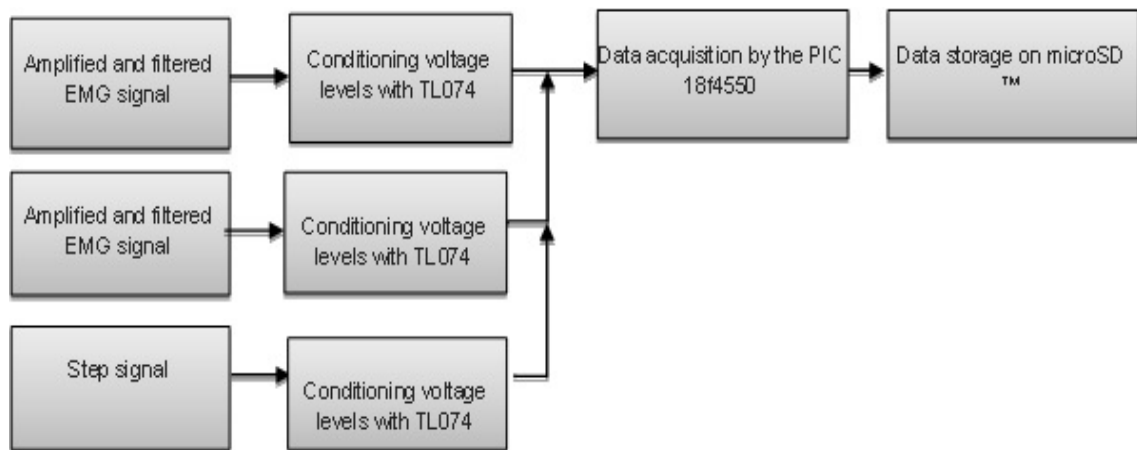 Amplified and filtered
EMG signal
Conditioning voltage
levels with TL074
Data acquisition by the PIC
18f4550
Data storage on microSD
™
Amplified and filtered
EMG signal
Conditioning voltage
levels with TL074
Step signal
Conditioning voltage
levels with TL074